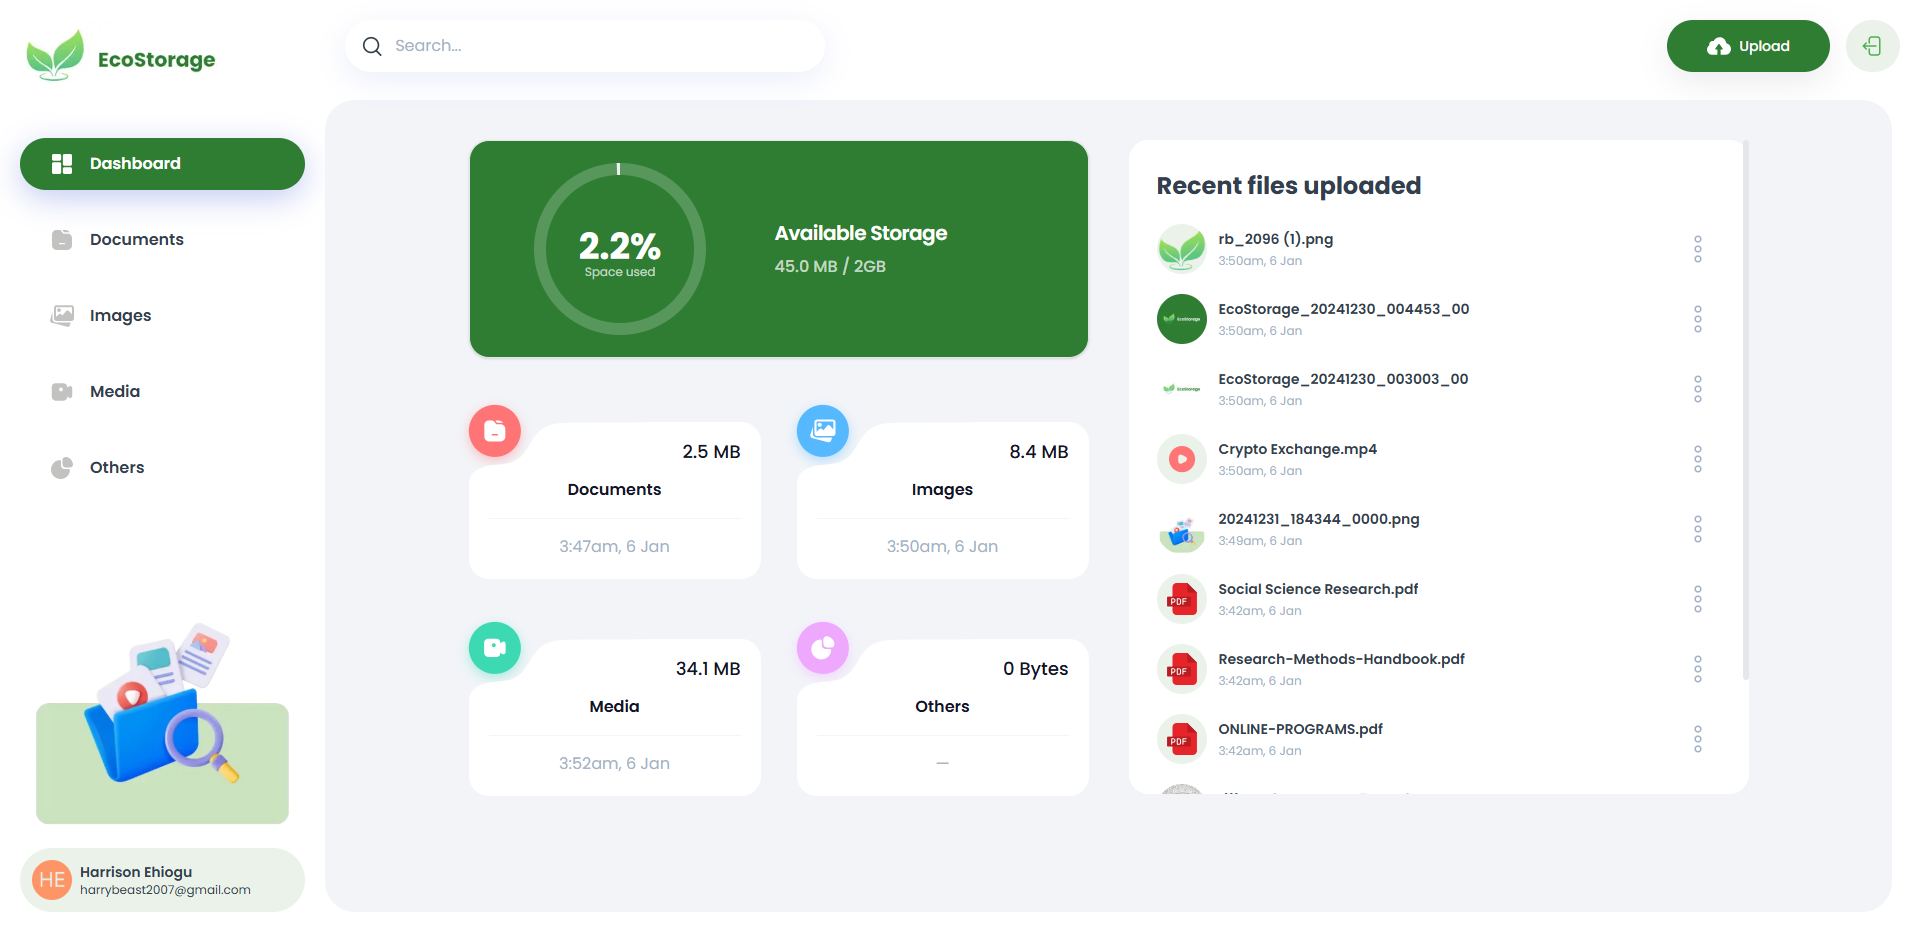 EcoStorage
Search...
Upload
Dashboard
Documents
Images
Media
Others
Harrison Ehiogu
harrybeast2007@gmail.com
HE
2.2%
Space used
Available Storage
45.0 MB / 2GB
2.5 MB
Documents
3:47am, 6 Jan
8.4 MB
Images
3:50am, 6 Jan
34.1 MB
Media
3:52am, 6 Jan
0 Bytes
Others
—
Recent files uploaded
rb_2096 (1).png
3:50am, 6 Jan
EcoStorage
EcoStorage_20241230_004453_00
3:50am, 6 Jan
EcoStorage
EcoStorage_20241230_003003_00
3:50am, 6 Jan
Crypto Exchange.mp4
3:50am, 6 Jan
20241231_184344_0000.png
3:49am, 6 Jan
PDF
Social Science Research.pdf
3:42am, 6 Jan
PDF
Research-Methods-Handbook.pdf
3:42am, 6 Jan
PDF
ONLINE-PROGRAMS.pdf
3:42am, 6 Jan